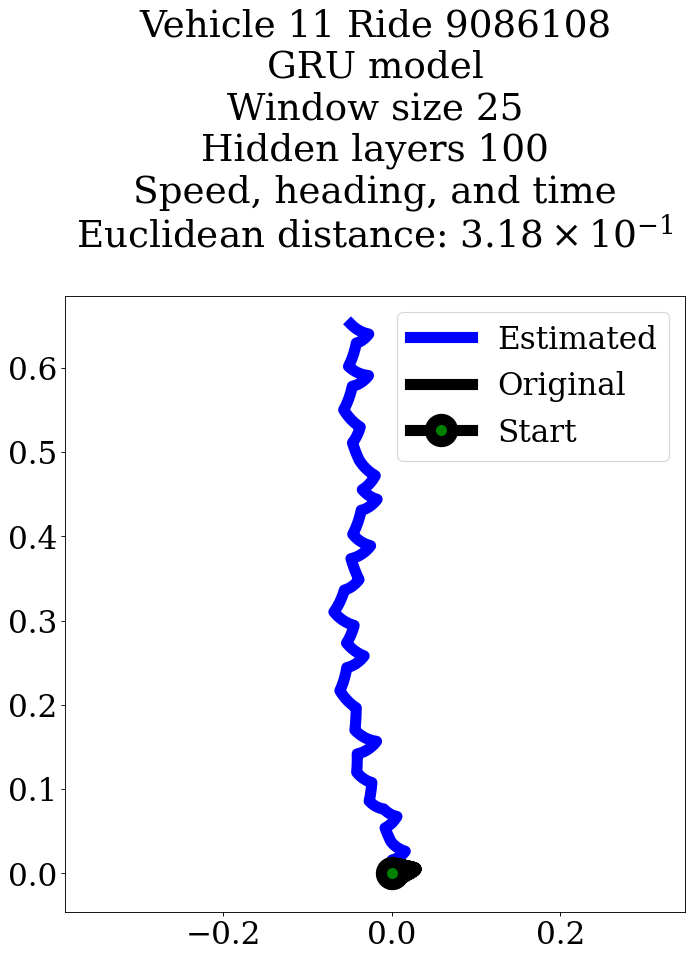 Vehicle 11 Ride 9086108
GRU model
Window size 25
Hidden layers 100
Speed, heading, and time
Euclidean distance: 3.18 × 10⁻¹
Estimated
Original
Start
0.6
0.5
0.4
0.3
0.2
0.1
0.0
−0.2 0.0 0.2